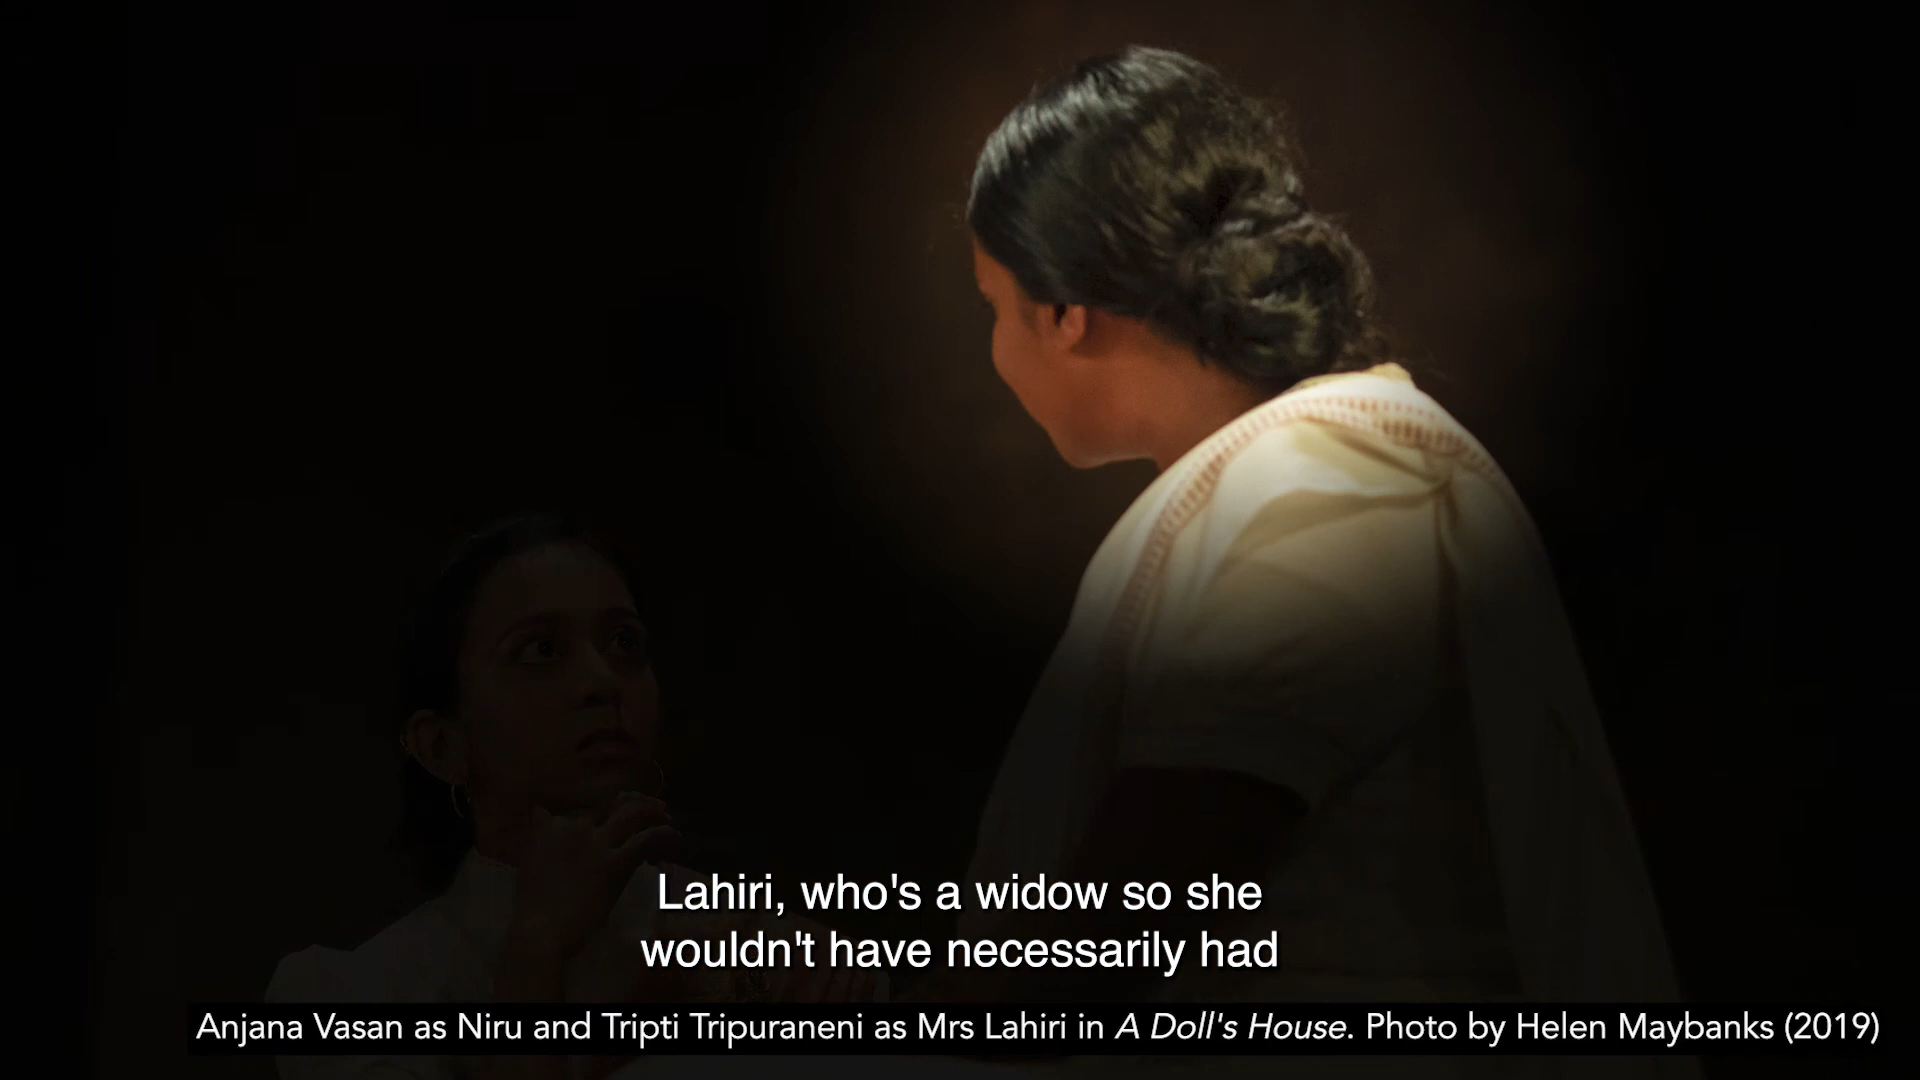 Lahiri, who's a widow so she
wouldn't have necessarily had
Anjana Vasan as Niru and Tripti Tripuraneni as Mrs Lahiri in A Doll's House. Photo by Helen Maybanks (2019)